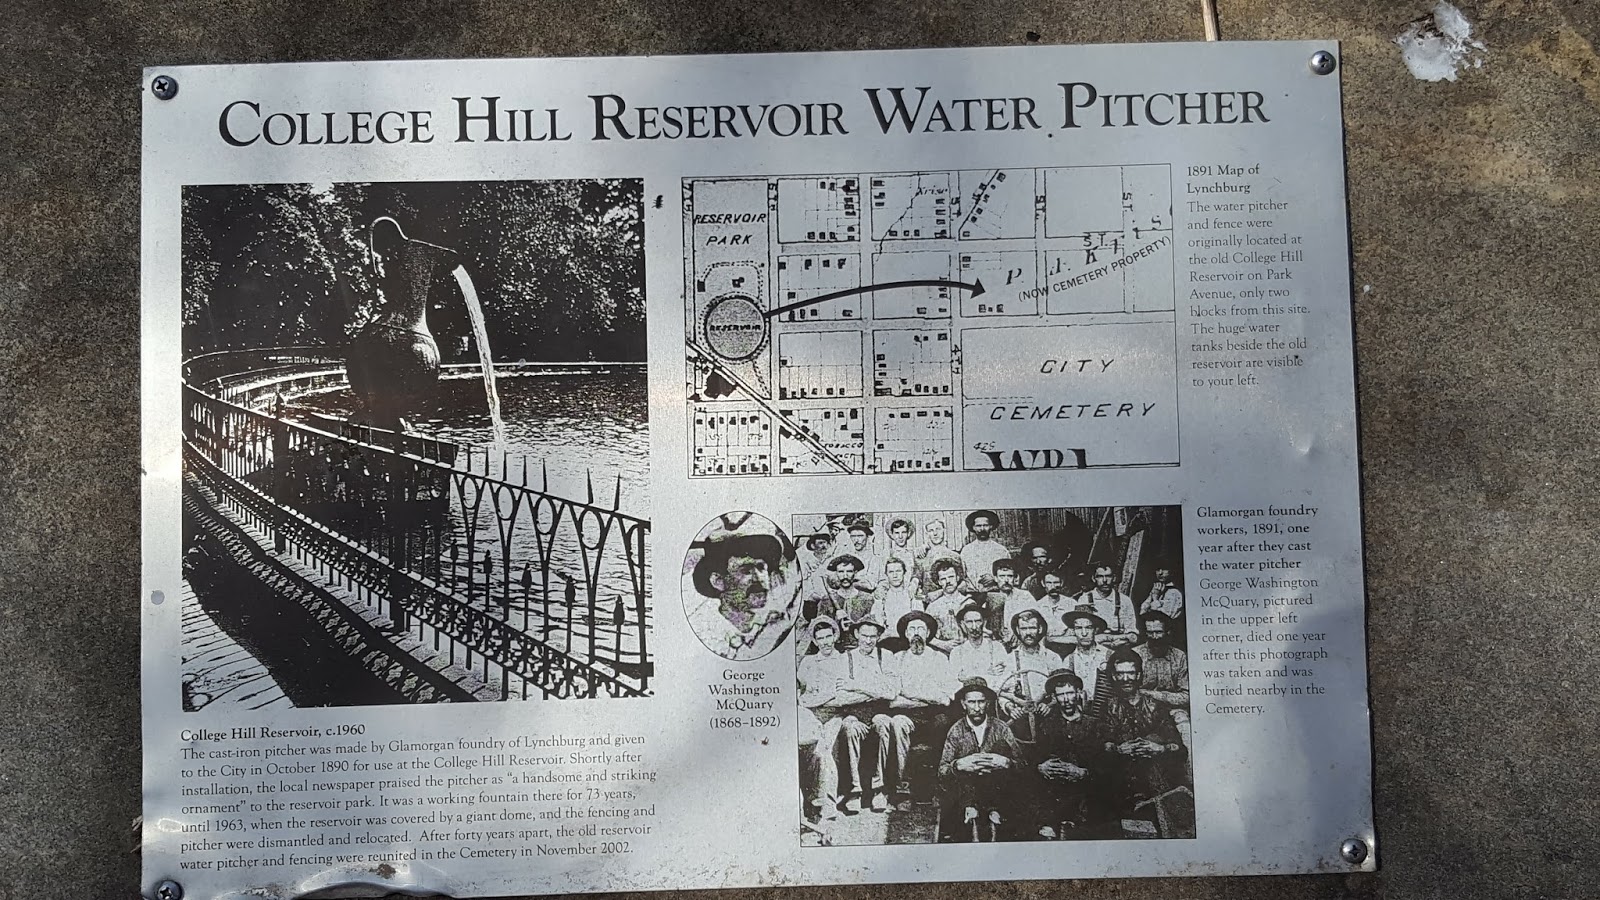 COLLEGE HILL RESERVOIR WATER PITCHER
College Hill Reservoir, c.1960
The cast-iron pitcher was made by Glamorgan foundry of Lynchburg and given
to the City in October 1890 for use at the College Hill Reservoir. Shortly after
installation, the local newspaper praised the pitcher as "a handsome and striking
ornament" to the reservoir park. It was a working fountain there for 73 years,
until 1963, when the reservoir was covered by a giant dome, and the fencing and
pitcher were dismantled and relocated. After forty years apart, the old reservoir
water pitcher and fencing were reunited in the Cemetery in November 2002.
RESERVOIR
PARK
RESERVOIR
ST.
P A R K
(NOW CEMETERY PROPERTY)
4TH
CITY
CEMETERY
425
TOBACCO
1891 Map of
Lynchburg
The water pitcher
and fence were
originally located at
the old College Hill
Reservoir on Park
Avenue, only two
blocks from this site.
The huge water
tanks beside the old
reservoir are visible
to your left.
George
Washington
McQuary
(1868–1892)
Glamorgan foundry
workers, 1891, one
year after they cast
the water pitcher
George Washington
McQuary, pictured
in the upper left
corner, died one year
after this photograph
was taken and was
buried nearby in the
Cemetery.